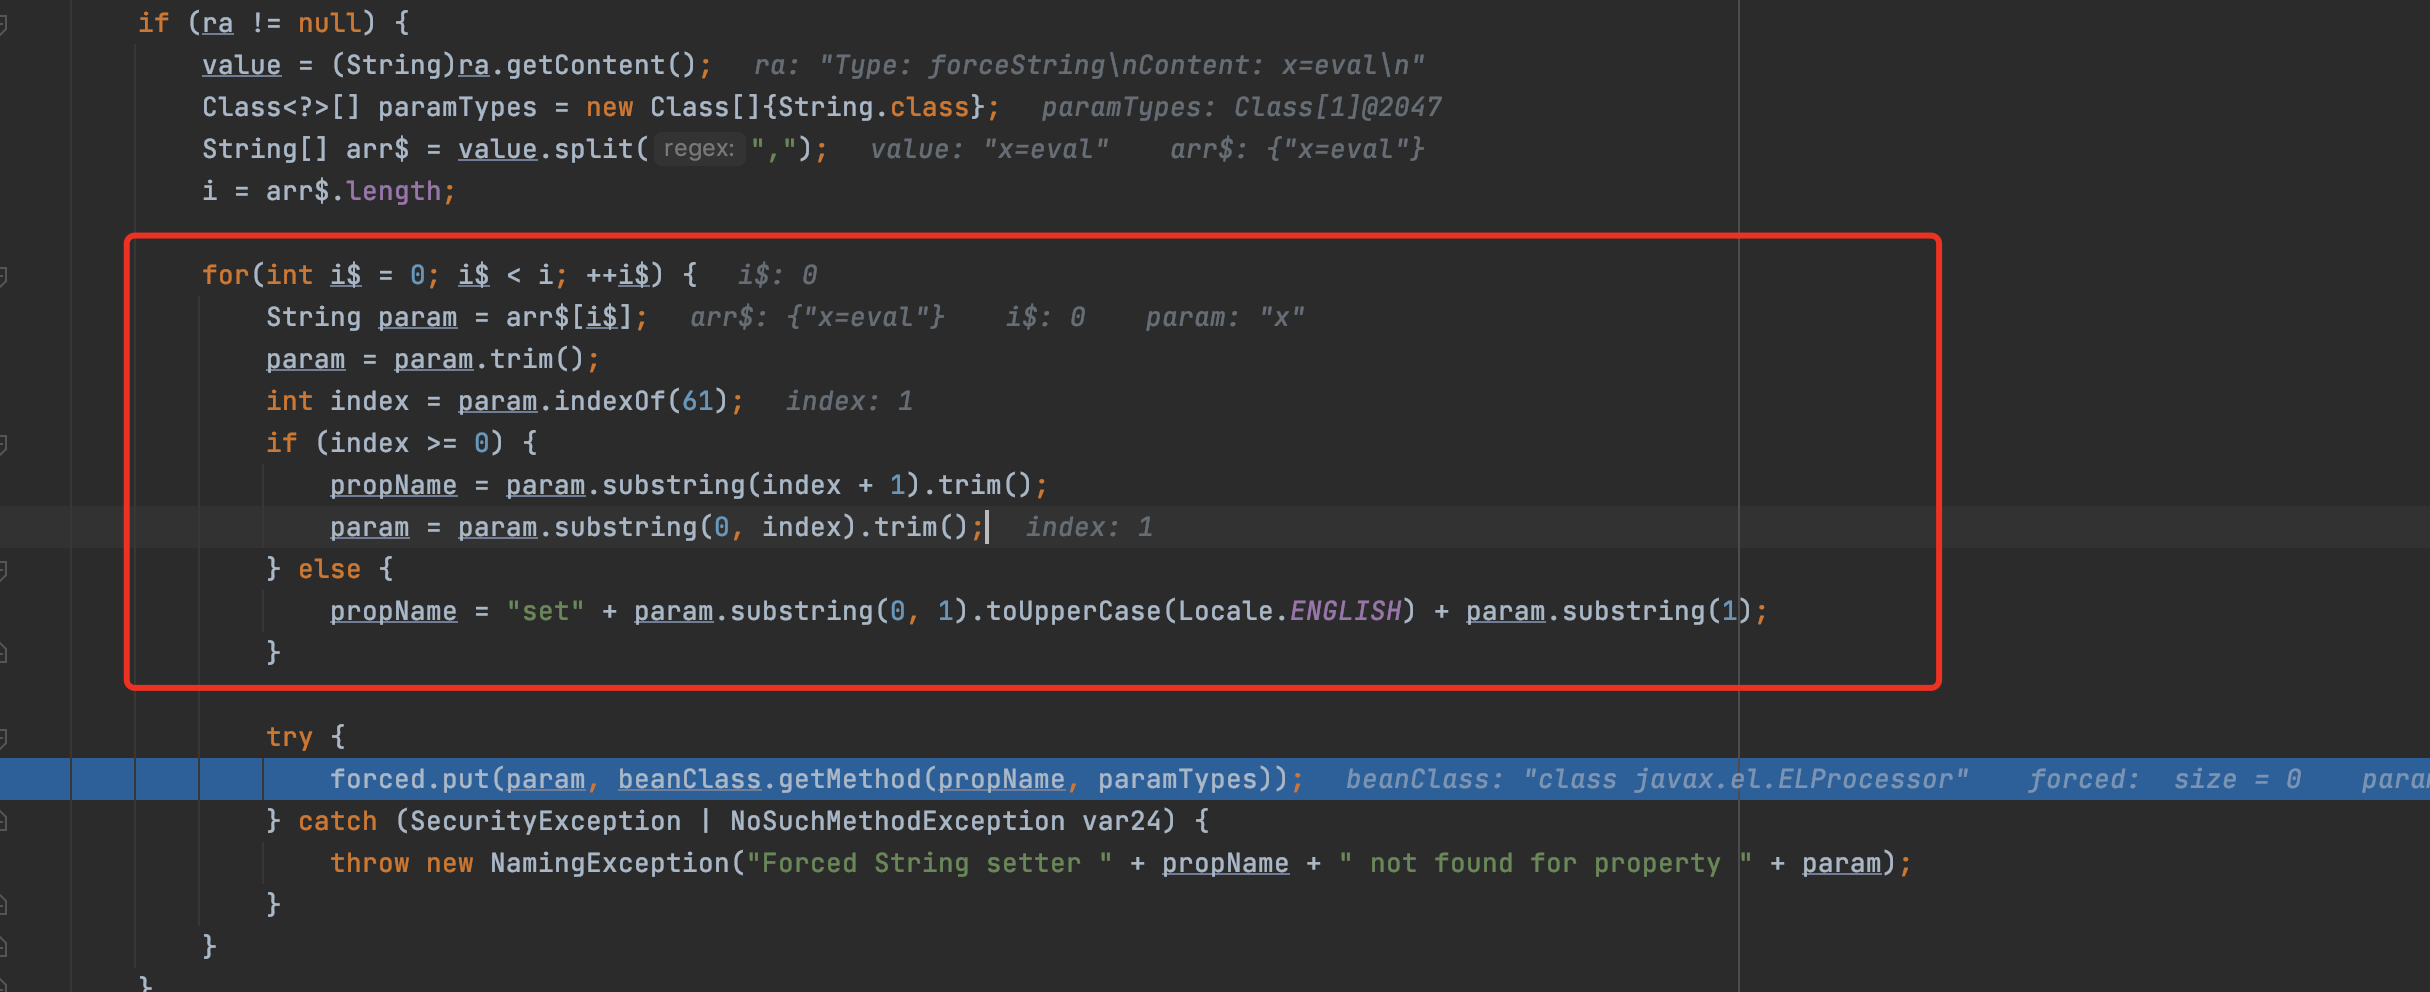 if (ra != null) {
value = (String)ra.getContent(); ra: "Type: forceString\nContent: x=eval\n"
Class<?>[] paramTypes = new Class[]{String.class}; paramTypes: Class[1]@2047
String[] arr$ = value.split( regex: ","); value: "x=eval" arr$: {"x=eval"}
i = arr$.length;
for(int i$ = 0; i$ < i; ++i$) { i$: 0
String param = arr$[i$]; arr$: {"x=eval"} i$: 0 param: "x"
param = param.trim();
int index = param.indexOf(61); index: 1
if (index >= 0) {
propName = param.substring(index + 1).trim();
param = param.substring(0, index).trim(); index: 1
} else {
propName = "set" + param.substring(0, 1).toUpperCase(Locale.ENGLISH) + param.substring(1);
}
try {
forced.put(param, beanClass.getMethod(propName, paramTypes)); beanClass: "class javax.el.ELProcessor" forced: size = 0
} catch (SecurityException | NoSuchMethodException var24) {
throw new NamingException("Forced String setter " + propName + " not found for property " + param);
}
}
}